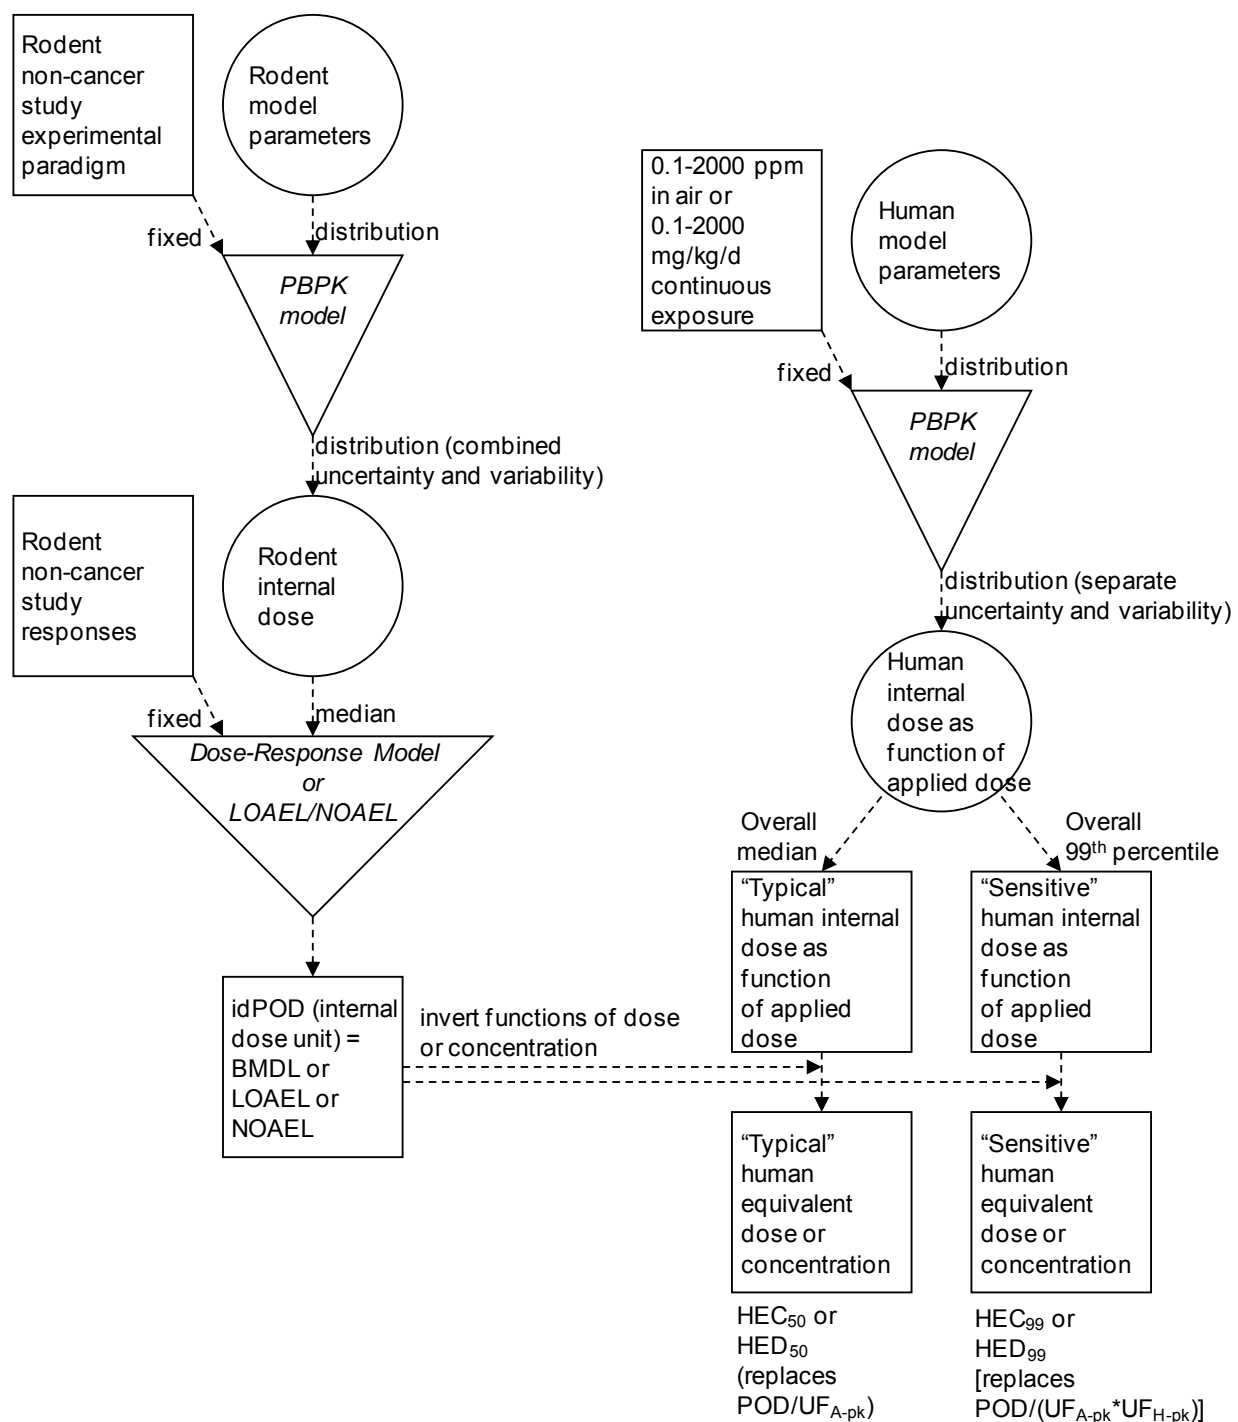 Rodent
non-cancer
study
experimental
paradigm
Rodent
model
parameters
fixed
distribution
PBPK
model
distribution (combined
uncertainty and variability)
Rodent
non-cancer
study
responses
Rodent
internal
dose
fixed
median
Dose-Response Model
or
LOAEL/NOAEL
idPOD (internal
dose unit) =
BMDL or
LOAEL or
NOAEL
invert functions of dose
or concentration
0.1-2000 ppm
in air or
0.1-2000
mg/kg/d
continuous
exposure
Human
model
parameters
fixed
distribution
PBPK
model
distribution (separate
uncertainty and variability)
Human
internal
dose as
function of
applied dose
Overall
median
Overall
99th percentile
“Typical”
human internal
dose as
function
of applied
dose
“Sensitive”
human internal
dose as
function
of applied
dose
“Typical”
human
equivalent
dose or
concentration
“Sensitive”
human
equivalent
dose or
concentration
HEC50 or
HED50
(replaces
POD/UFA-pk)
HEC99 or
HED99
[replaces
POD/(UFA-pk*UFH-pk)]